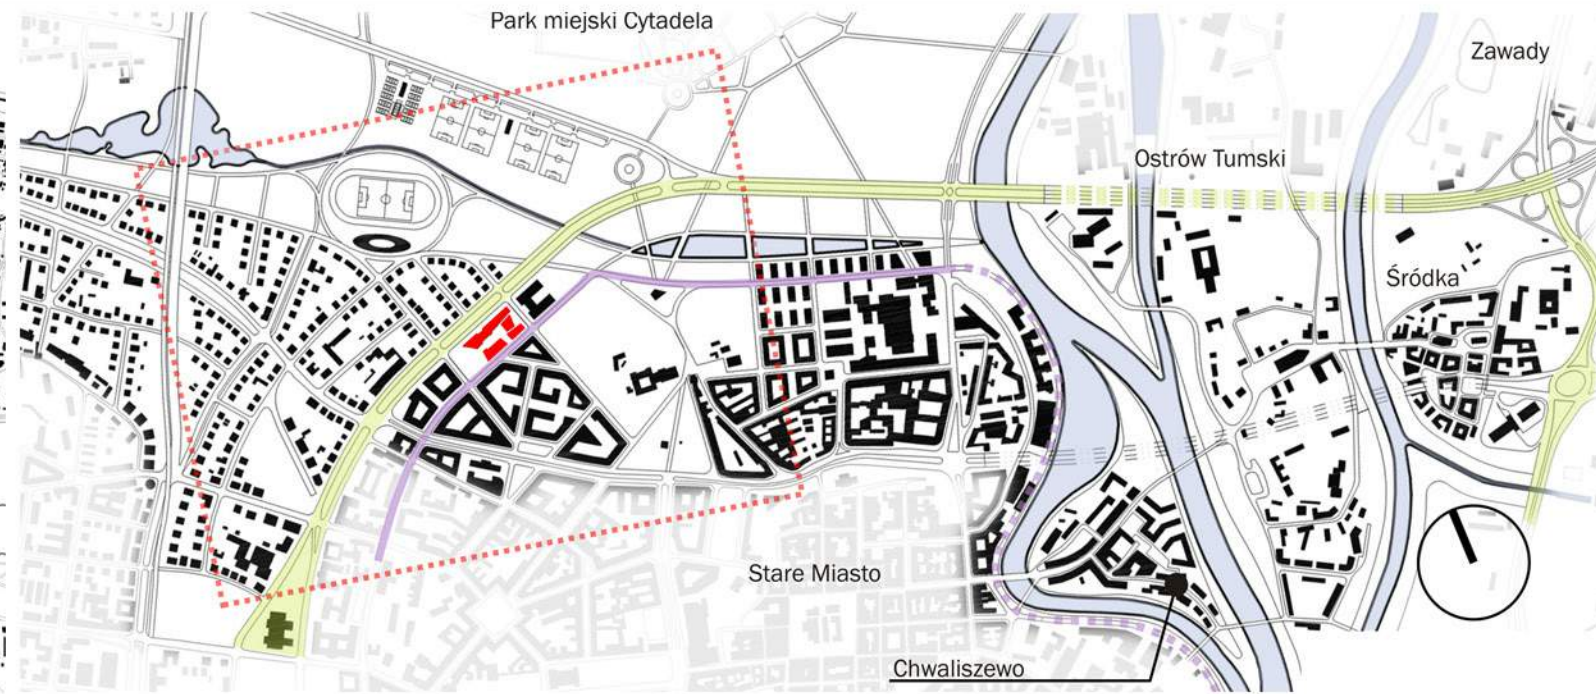 Park miejski Cytadela
Zawady
Ostrów Tumski
Śródka
Stare Miasto
Chwaliszewo